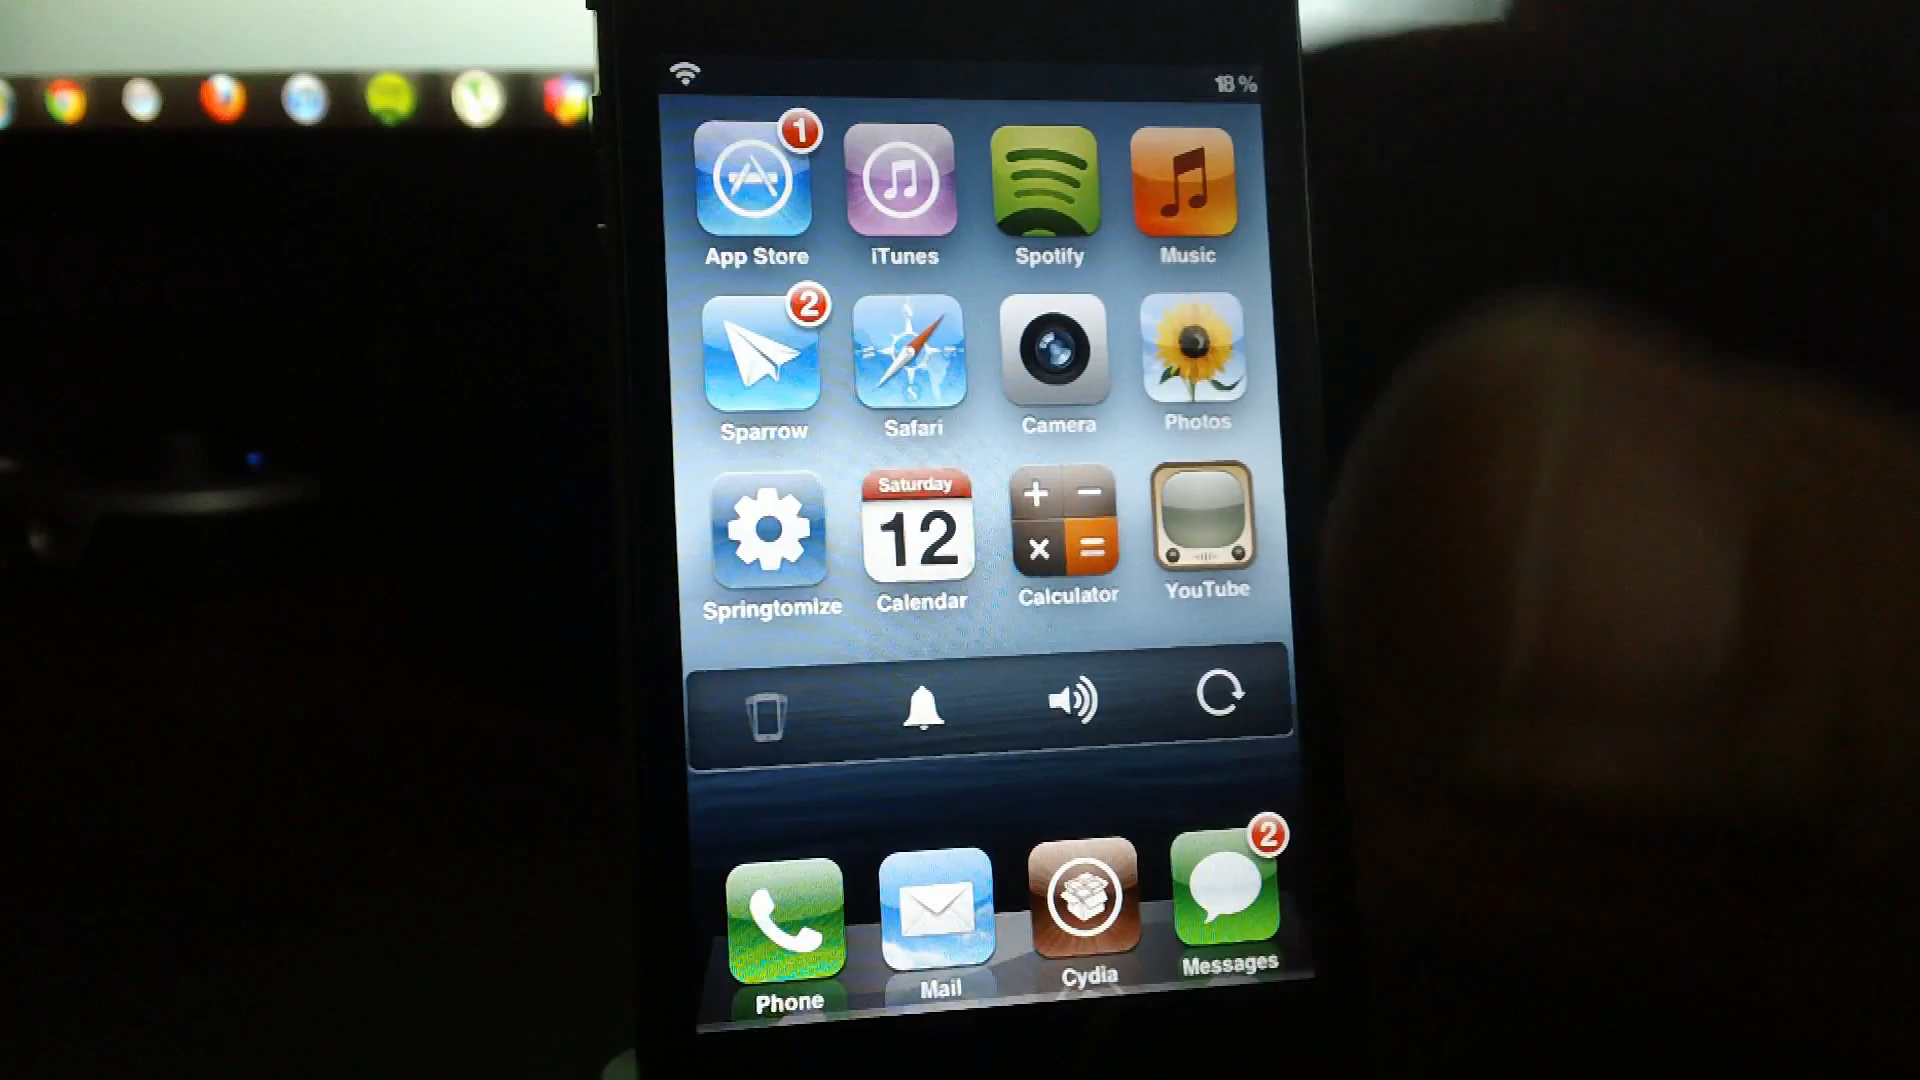 18 %
1
App Store iTunes Spotify Music
2
Sparrow Safari Camera Photos
Saturday
12
Springtomize Calendar Calculator YouTube
2
Phone Mail Cydia Messages